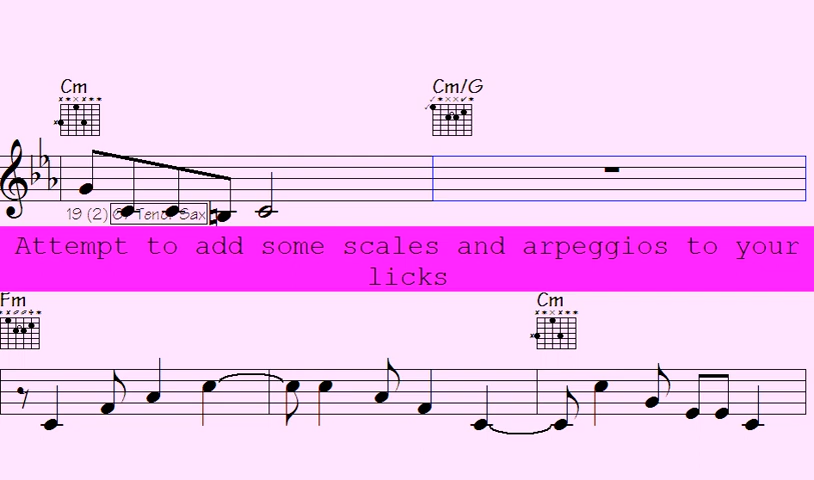 Cm Cm/G
19 (2) Tenor Sax
Attempt to add some scales and arpeggios to your
licks
Fm Cm